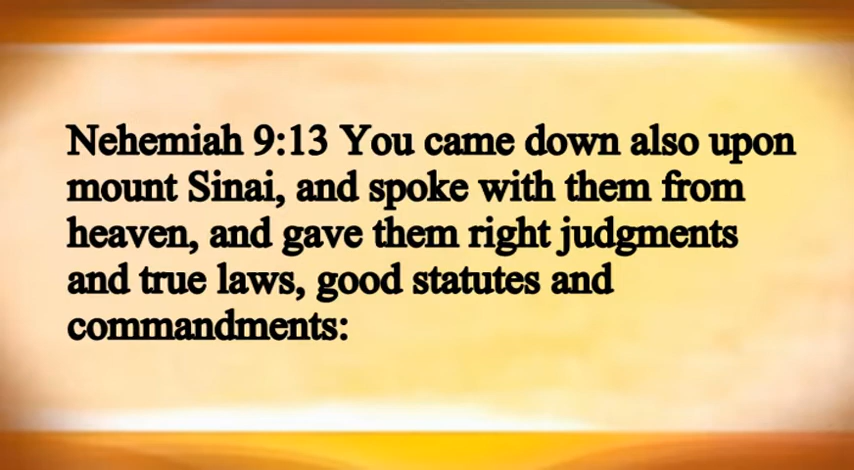 Nehemiah 9:13 You came down also upon
mount Sinai, and spoke with them from
heaven, and gave them right judgments
and true laws, good statutes and
commandments: